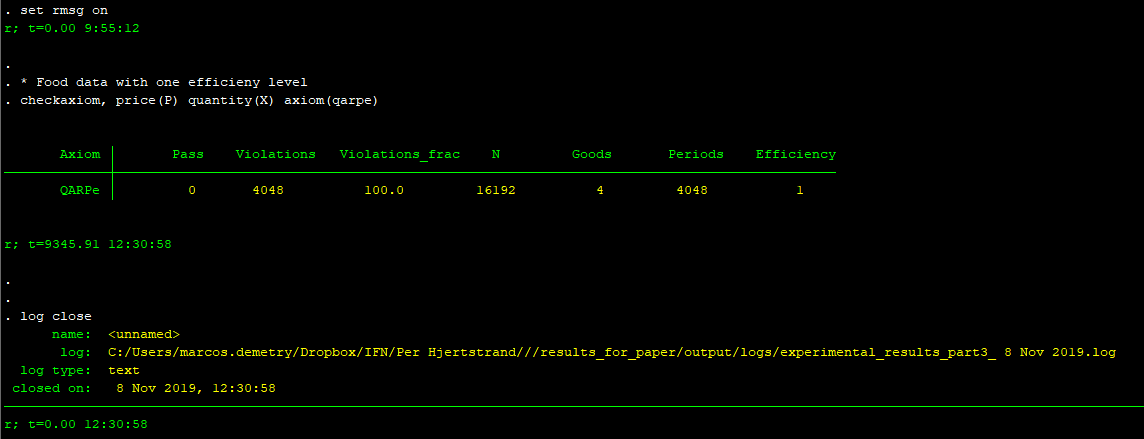 . set rmsg on
r; t=0.00 9:55:12
.
. * Food data with one efficieny level
. checkaxiom, price(P) quantity(X) axiom(qarpe)
Axiom Pass Violations Violations_frac N Goods Periods Efficiency
QARPe 0 4048 100.0 16192 4 4048 1
r; t=9345.91 12:30:58
.
.
. log close
name: <unnamed>
log: C:/Users/marcos.demetry/Dropbox/IFN/Per Hjertstrand///results_for_paper/output/logs/experimental_results_part3_ 8 Nov 2019.log
log type: text
closed on: 8 Nov 2019, 12:30:58
r; t=0.00 12:30:58